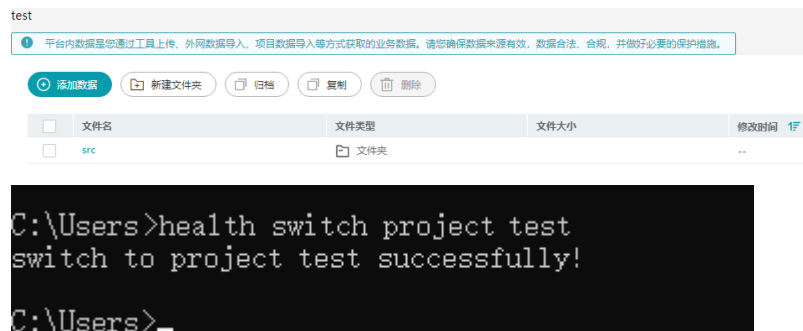 test
平台内数据是您通过工具上传、外网数据导入、项目数据导入等方式获取的业务数据。请您确保数据来源有效，数据合法、合规，并做好必要的保护措施。
添加数据 新建文件夹 归档 复制 删除
文件名 文件类型 文件大小 修改时间
src 文件夹 --
C:\Users>health switch project test
switch to project test successfully!
C:\Users>_